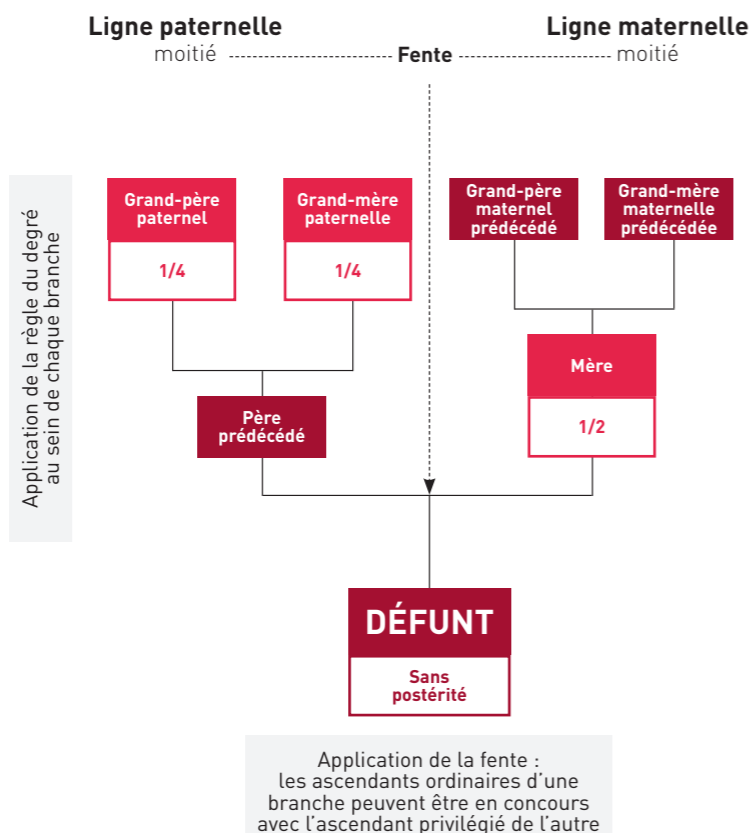 Ligne paternelle
moitié
Fente
Ligne maternelle
moitié
Application de la règle du degré
au sein de chaque branche
Grand-père
paternel
1/4
Grand-mère
paternelle
1/4
Grand-père
maternel
prédécédé
Grand-mère
maternelle
prédécédée
Père
prédécédé
Mère
1/2
DÉFUNT
Sans
postérité
Application de la fente :
les ascendants ordinaires d'une
branche peuvent être en concours
avec l'ascendant privilégié de l'autre